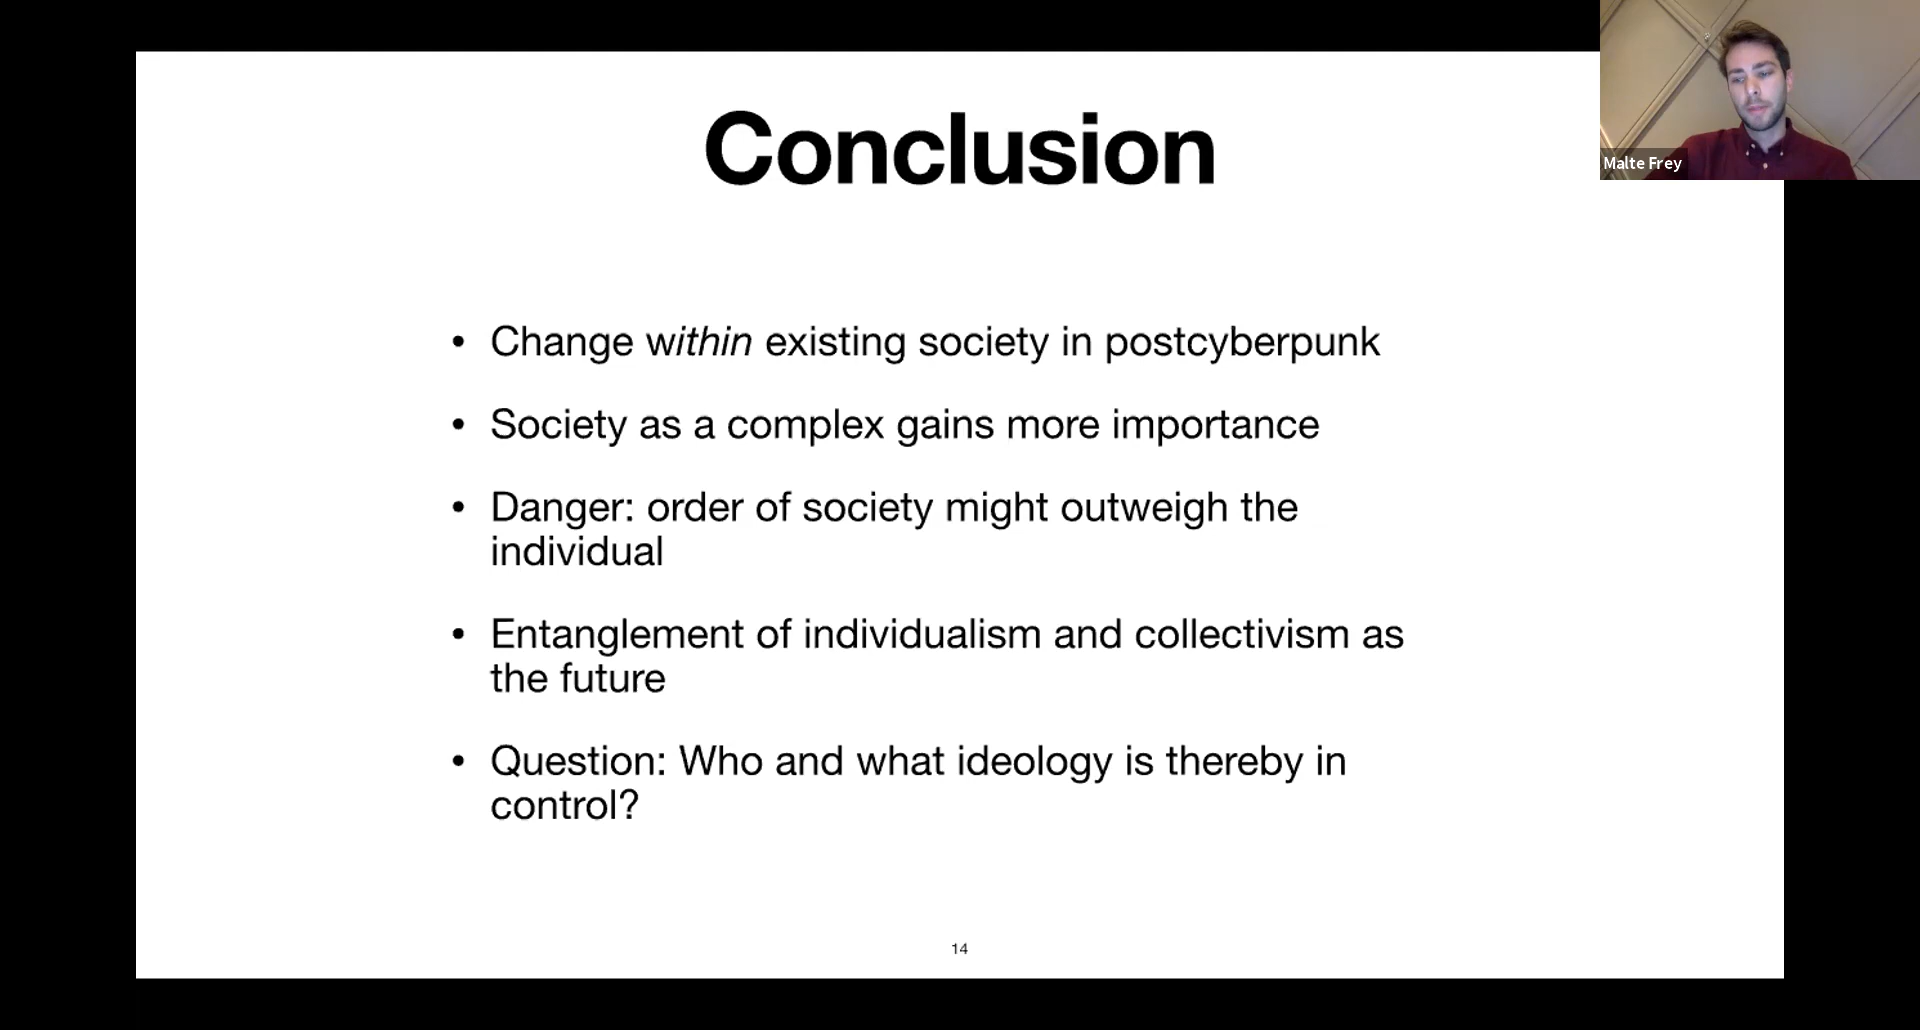 Conclusion
Malte Frey
• Change within existing society in postcyberpunk
• Society as a complex gains more importance
• Danger: order of society might outweigh the
individual
• Entanglement of individualism and collectivism as
the future
• Question: Who and what ideology is thereby in
control?
14